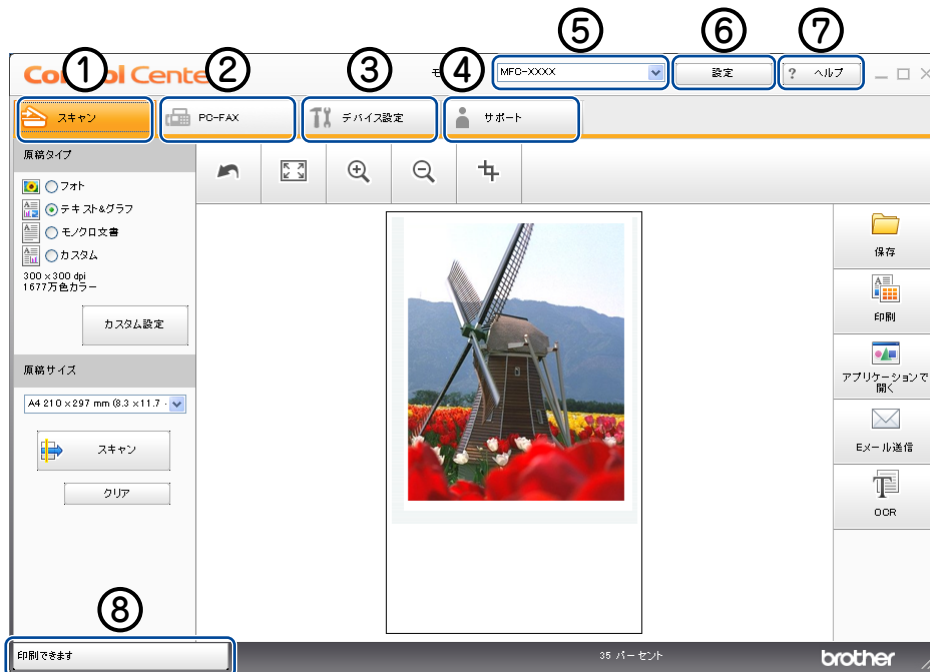 ⑤ ⑥ ⑦
① ② ③ ④
Co ol Cente
モ MFC-XXXX 設定 ? ヘルプ
スキャン PC-FAX デバイス設定 サポート
原稿タイプ
フォト
テキスト&グラフ
モノクロ文書
カスタム
300 x 300 dpi
1677万色カラー
カスタム設定
原稿サイズ
A4 210 x 297 mm (8.3 x 11.7
スキャン
クリア
保存
印刷
アプリケーションで
開く
Eメール送信
OCR
⑧
印刷できます
35 パーセント
brother